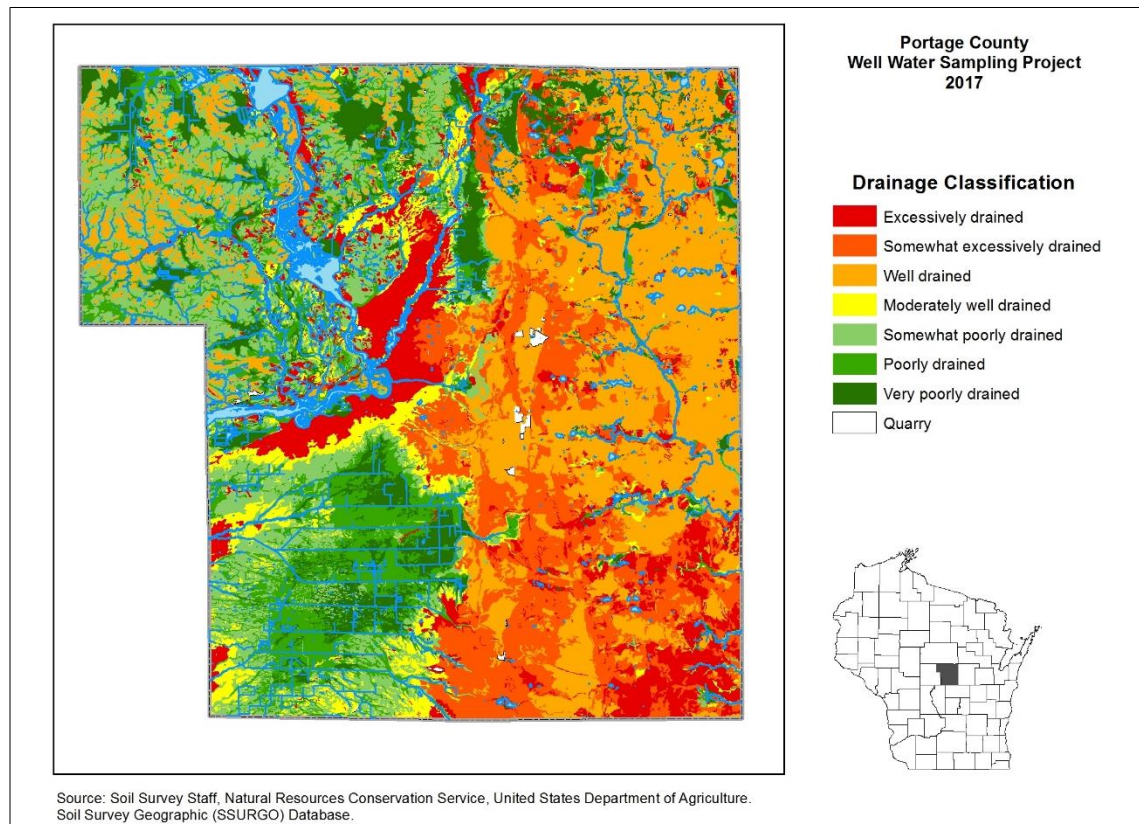 Portage County
Well Water Sampling Project
2017
Drainage Classification
Excessively drained
Somewhat excessively drained
Well drained
Moderately well drained
Somewhat poorly drained
Poorly drained
Very poorly drained
Quarry
Source: Soil Survey Staff, Natural Resources Conservation Service, United States Department of Agriculture.
Soil Survey Geographic (SSURGO) Database.